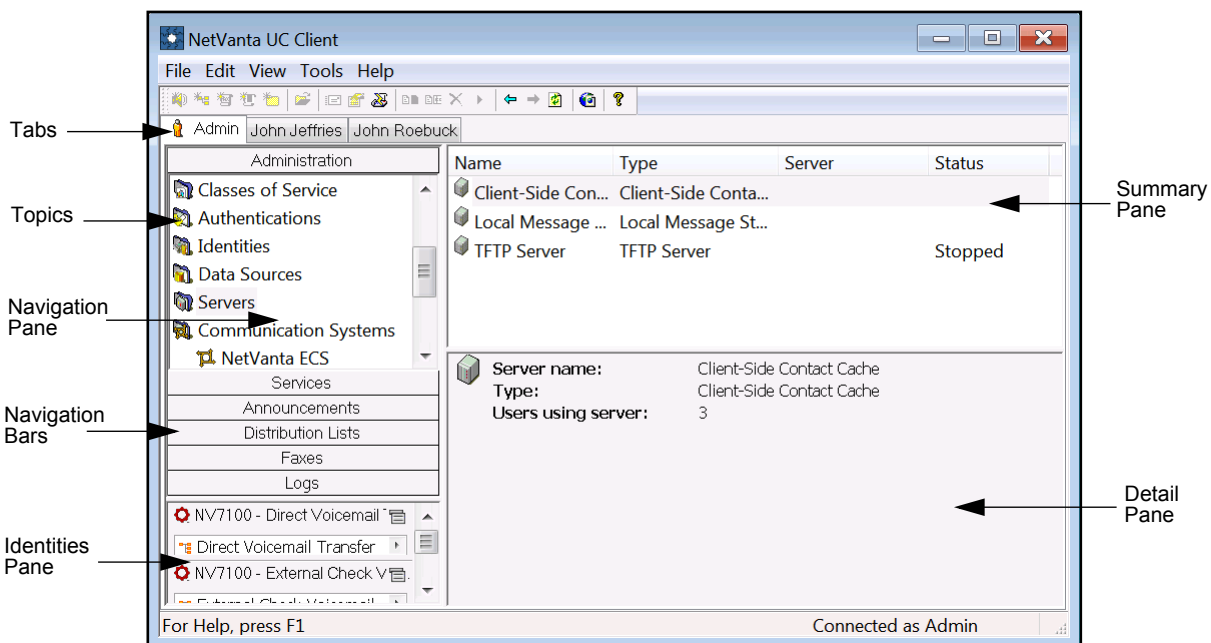 NetVanta UC Client
File Edit View Tools Help
Tabs
Admin John Jeffries John Roebuck
Administration
Name Type Server Status
Classes of Service
Authentications
Identities
Data Sources
Servers
Communication Systems
NetVanta ECS
Client-Side Con... Client-Side Conta...
Local Message ... Local Message St...
TFTP Server TFTP Server Stopped
Topics
Summary
Pane
Navigation
Pane
Services
Announcements
Distribution Lists
Faxes
Logs
Server name: Client-Side Contact Cache
Type: Client-Side Contact Cache
Users using server: 3
Navigation
Bars
Detail
Pane
NV7100 - Direct Voicemail
Direct Voicemail Transfer
NV7100 - External Check V
External Check Voicemail
Identities
Pane
For Help, press F1 Connected as Admin